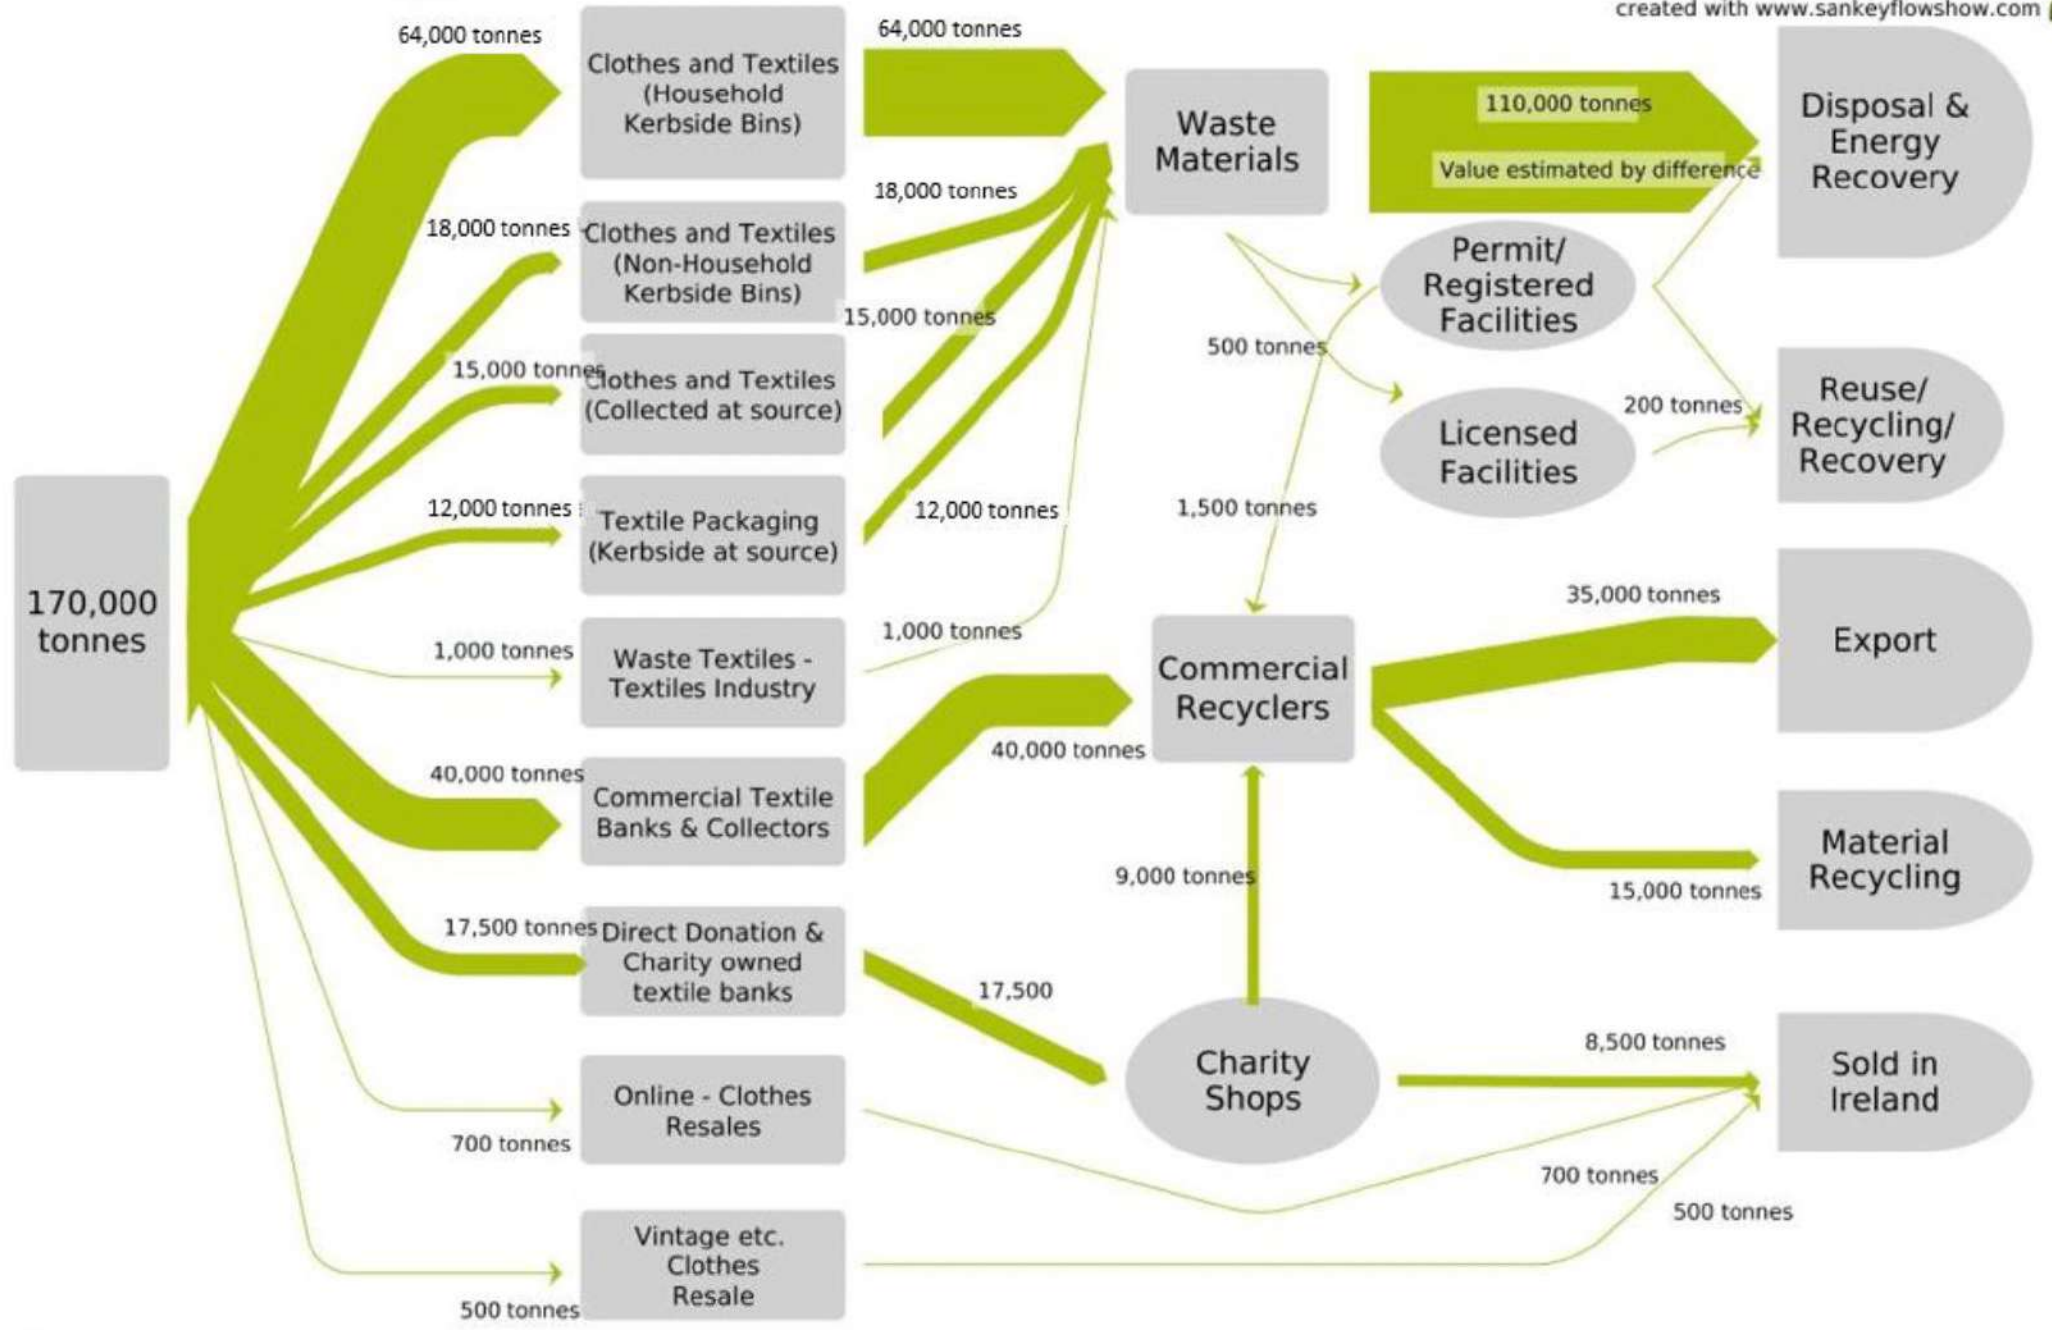 created with www.sankeyflowshow.com
64,000 tonnes
64,000 tonnes
Clothes and Textiles
(Household
Kerbside Bins)
Waste
Materials
110,000 tonnes
Value estimated by difference
Disposal &
Energy
Recovery
18,000 tonnes
18,000 tonnes
Clothes and Textiles
(Non-Household
Kerbside Bins)
15,000 tonnes
Permit/
Registered
Facilities
500 tonnes
15,000 tonnes
Clothes and Textiles
(Collected at source)
200 tonnes
Reuse/
Recycling/
Recovery
Licensed
Facilities
12,000 tonnes
Textile Packaging
(Kerbside at source)
12,000 tonnes
1,500 tonnes
170,000
tonnes
35,000 tonnes
Export
1,000 tonnes
Waste Textiles -
Textiles Industry
1,000 tonnes
Commercial
Recyclers
40,000 tonnes
40,000 tonnes
Commercial Textile
Banks & Collectors
Material
Recycling
15,000 tonnes
9,000 tonnes
17,500 tonnes
Direct Donation &
Charity owned
textile banks
17,500
Charity
Shops
8,500 tonnes
Sold in
Ireland
Online - Clothes
Resales
700 tonnes
700 tonnes
500 tonnes
Vintage etc.
Clothes
Resale
500 tonnes